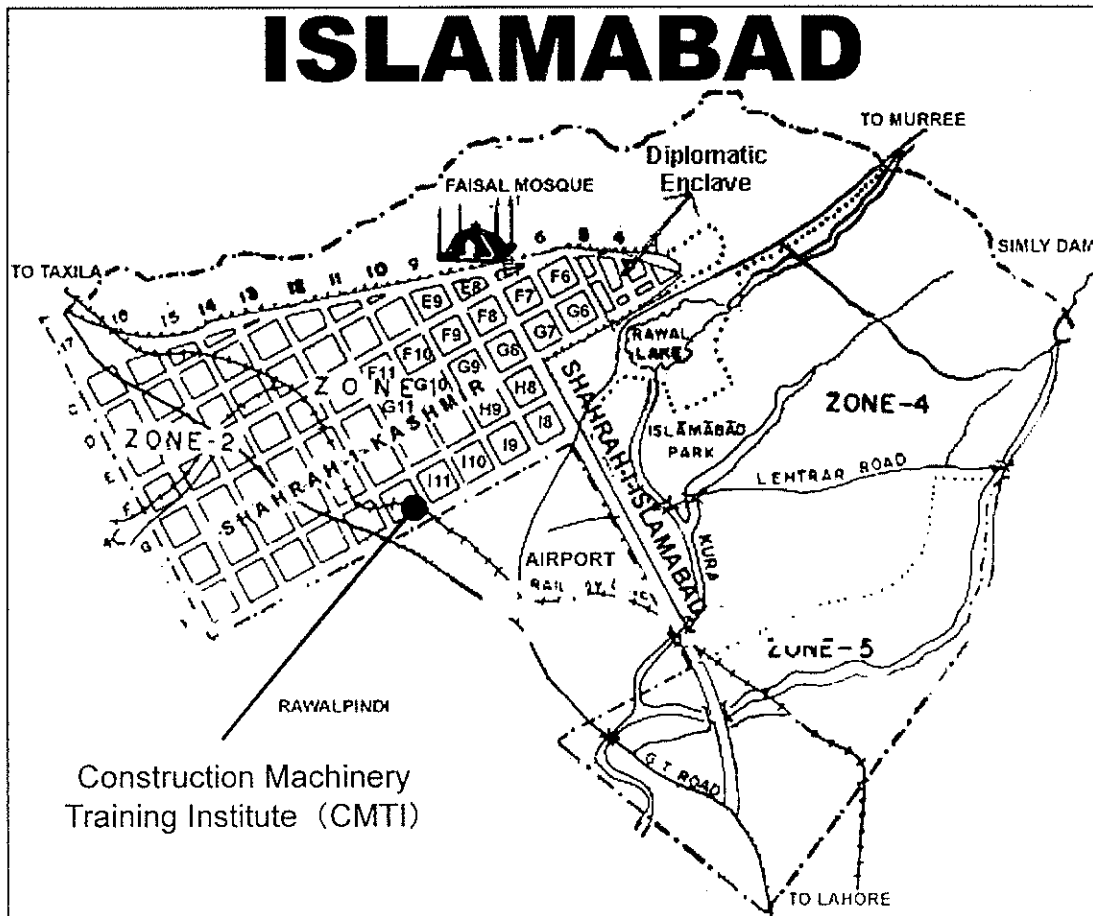 ISLAMABAD
TO MURREE
Diplomatic
Enclave
FAISAL MOSQUE
SIMLY DAM
TO TAXILA
17
16
15
14
13
12
11
10
9
6
5
4
E9
E8
F6
F7
F8
F9
F10
F11
G6
G7
G8
G9
G10
G11
H8
H9
I8
I9
I10
I11
RAWAL
LAKE
ZONE
ZONE-2
ZONE-4
SHAHRAH-I-KASHMIR
SHAHRAH-I-ISLAMABAD
ISLAMABAD
PARK
LEHTRAR ROAD
C
D
E
F
G
A
KURA
AIRPORT
RAIL
ZONE-5
RAWALPINDI
G T ROAD
Construction Machinery
Training Institute (CMTI)
TO LAHORE